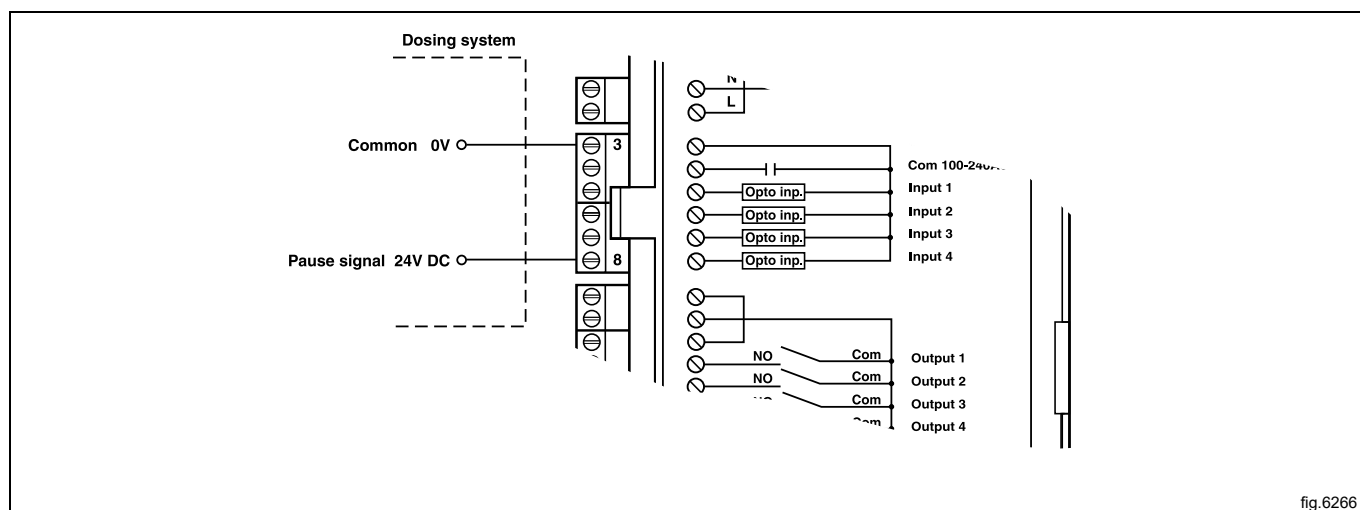 Dosing system
N
L
Common 0V
3
Com
Input 1
Opto inp.
Input 2
Opto inp.
Input 3
Opto inp.
Input 4
Opto inp.
Pause signal 24V DC
8
NO Com Output 1
NO Com Output 2
Com Output 3
Output 4
fig.6266